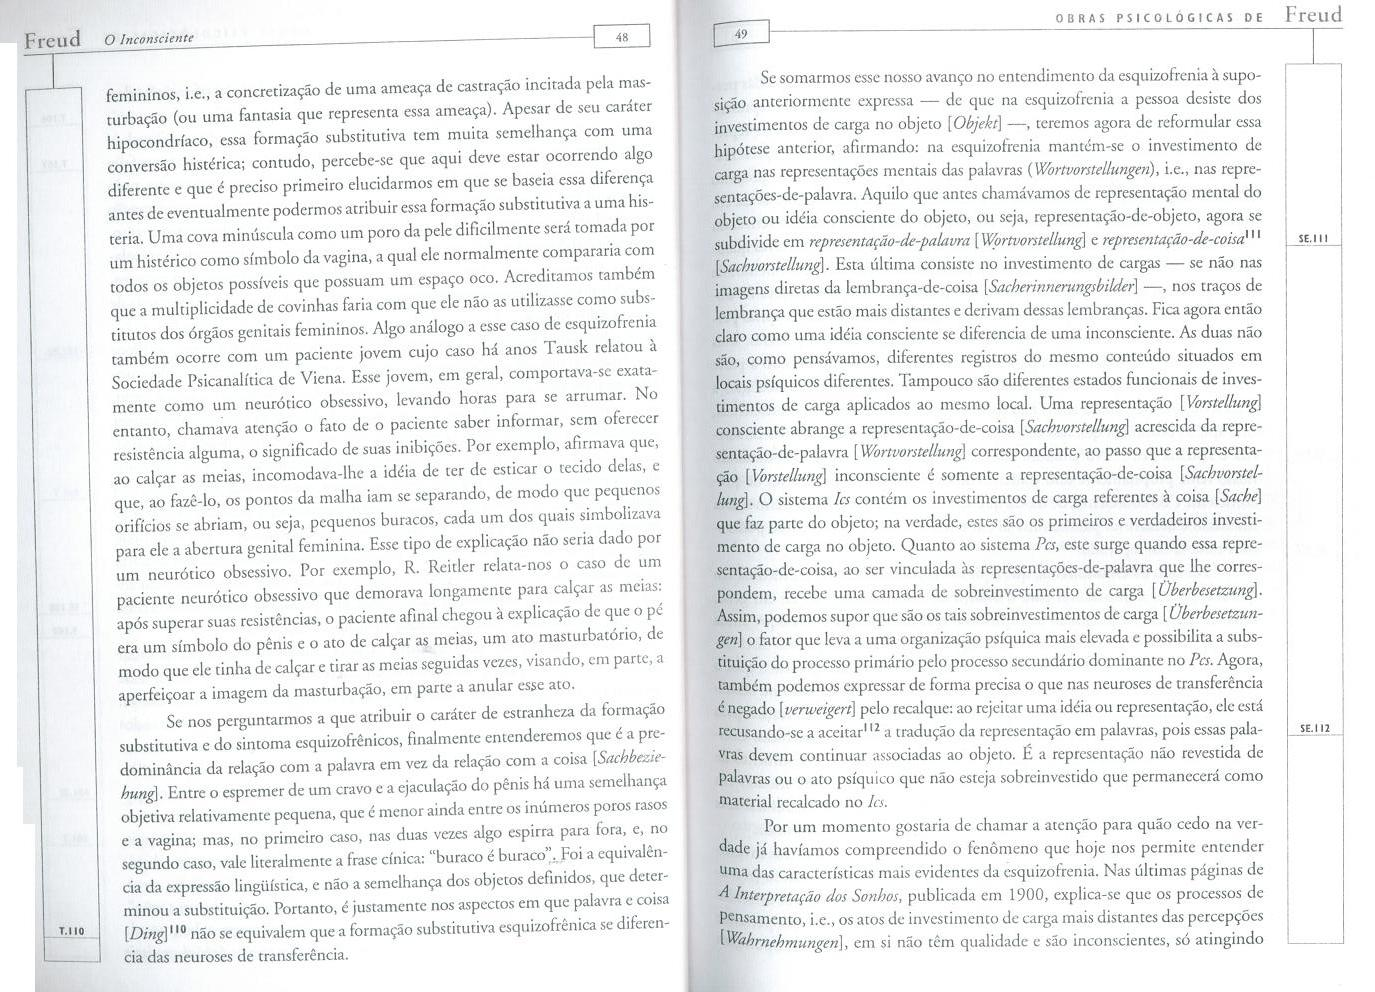 Freud O Inconsciente 48
femininos, i.e., a concretização de uma ameaça de castração incitada pela mas-
turbação (ou uma fantasia que representa essa ameaça). Apesar de seu caráter
hipocondríaco, essa formação substitutiva tem muita semelhança com uma
conversão histérica; contudo, percebe-se que aqui deve estar ocorrendo algo
diferente e que é preciso primeiro elucidarmos em que se baseia essa diferença
antes de eventualmente podermos atribuir essa formação substitutiva a uma his-
teria. Uma cova minúscula como um poro da pele dificilmente será tomada por
um histérico como símbolo da vagina, a qual ele normalmente compararia com
todos os objetos possíveis que possuam um espaço oco. Acreditamos também
que a multiplicidade de covinhas faria com que ele não as utilizasse como subs-
titutos dos órgãos genitais femininos. Algo análogo a esse caso de esquizofrenia
também ocorre com um paciente jovem cujo caso há anos Tausk relatou à
Sociedade Psicanalítica de Viena. Esse jovem, em geral, comportava-se exata-
mente como um neurótico obsessivo, levando horas para se arrumar. No
entanto, chamava atenção o fato de o paciente saber informar, sem oferecer
resistência alguma, o significado de suas inibições. Por exemplo, afirmava que,
ao calçar as meias, incomodava-lhe a idéia de ter de esticar o tecido delas, e
que, ao fazê-lo, os pontos da malha iam se separando, de modo que pequenos
orifícios se abriam, ou seja, pequenos buracos, cada um dos quais simbolizava
para ele a abertura genital feminina. Esse tipo de explicação não seria dado por
um neurótico obsessivo. Por exemplo, R. Reitler relata-nos o caso de um
paciente neurótico obsessivo que demorava longamente para calçar as meias:
após superar suas resistências, o paciente afinal chegou à explicação de que o pé
era um símbolo do pênis e o ato de calçar as meias, um ato masturbatório, de
modo que ele tinha de calçar e tirar as meias seguidas vezes, visando, em parte, a
aperfeiçoar a imagem da masturbação, em parte a anular esse ato.
Se nos perguntarmos a que atribuir o caráter de estranheza da formação
substitutiva e do sintoma esquizofrênicos, finalmente entenderemos que é a pre-
dominância da relação com a palavra em vez da relação com a coisa [Sachbezie-
hung]. Entre o espremer de um cravo e a ejaculação do pênis há uma semelhança
objetiva relativamente pequena, que é menor ainda entre os inúmeros poros rasos
e a vagina; mas, no primeiro caso, nas duas vezes algo espirra para fora, e, no
segundo caso, vale literalmente a frase cínica: "buraco é buraco". Foi a equivalên-
cia da expressão lingüística, e não a semelhança dos objetos definidos, que deter-
minou a substituição. Portanto, é justamente nos aspectos em que palavra e coisa
T.110 [Ding]110 não se equivalem que a formação substitutiva esquizofrênica se diferen-
cia das neuroses de transferência.
49 OBRAS PSICOLÓGICAS DE Freud
Se somarmos esse nosso avanço no entendimento da esquizofrenia à supo-
sição anteriormente expressa — de que na esquizofrenia a pessoa desiste dos
investimentos de carga no objeto [Objekt] —, teremos agora de reformular essa
hipótese anterior, afirmando: na esquizofrenia mantém-se o investimento de
carga nas representações mentais das palavras (Wortvorstellungen), i.e., nas repre-
sentações-de-palavra. Aquilo que antes chamávamos de representação mental do
objeto ou idéia consciente do objeto, ou seja, representação-de-objeto, agora se
subdivide em representação-de-palavra [Wortvorstellung] e representação-de-coisa111 SE.111
[Sachvorstellung]. Esta última consiste no investimento de cargas — se não nas
imagens diretas da lembrança-de-coisa [Sacherinnerungsbilder] —, nos traços de
lembrança que estão mais distantes e derivam dessas lembranças. Fica agora então
claro como uma idéia consciente se diferencia de uma inconsciente. As duas não
são, como pensávamos, diferentes registros do mesmo conteúdo situados em
locais psíquicos diferentes. Tampouco são diferentes estados funcionais de inves-
timentos de carga aplicados ao mesmo local. Uma representação [Vorstellung]
consciente abrange a representação-de-coisa [Sachvorstellung] acrescida da repre-
sentação-de-palavra [Wortvorstellung] correspondente, ao passo que a representa-
ção [Vorstellung] inconsciente é somente a representação-de-coisa [Sachvorstel-
lung]. O sistema Ics contém os investimentos de carga referentes à coisa [Sache]
que faz parte do objeto; na verdade, estes são os primeiros e verdadeiros investi-
mento de carga no objeto. Quanto ao sistema Pcs, este surge quando essa repre-
sentação-de-coisa, ao ser vinculada às representações-de-palavra que lhe corres-
pondem, recebe uma camada de sobreinvestimento de carga [Überbesetzung].
Assim, podemos supor que são os tais sobreinvestimentos de carga [Überbesetzun-
gen] o fator que leva a uma organização psíquica mais elevada e possibilita a subs-
tituição do processo primário pelo processo secundário dominante no Pcs. Agora,
também podemos expressar de forma precisa o que nas neuroses de transferência
é negado [verweigert] pelo recalque: ao rejeitar uma idéia ou representação, ele está
recusando-se a aceitar112 a tradução da representação em palavras, pois essas pala- SE.112
vras devem continuar associadas ao objeto. É a representação não revestida de
palavras ou o ato psíquico que não esteja sobreinvestido que permanecerá como
material recalcado no Ics.
Por um momento gostaria de chamar a atenção para quão cedo na ver-
dade já havíamos compreendido o fenômeno que hoje nos permite entender
uma das características mais evidentes da esquizofrenia. Nas últimas páginas de
A Interpretação dos Sonhos, publicada em 1900, explica-se que os processos de
pensamento, i.e., os atos de investimento de carga mais distantes das percepções
[Wahrnehmungen], em si não têm qualidade e são inconscientes, só atingindo